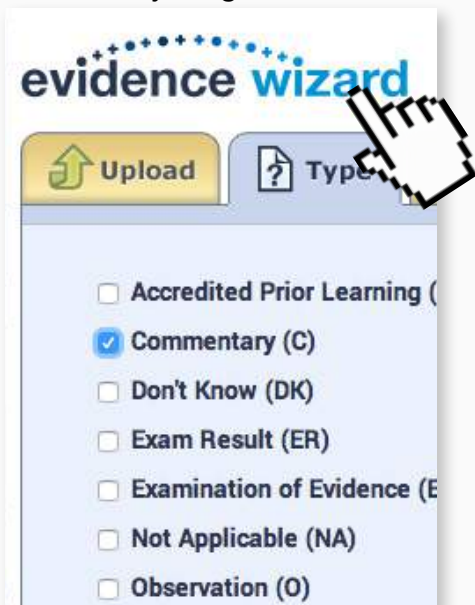 evidence wizard
Upload
Type
Accredited Prior Learning (
Commentary (C)
Don't Know (DK)
Exam Result (ER)
Examination of Evidence (E
Not Applicable (NA)
Observation (O)